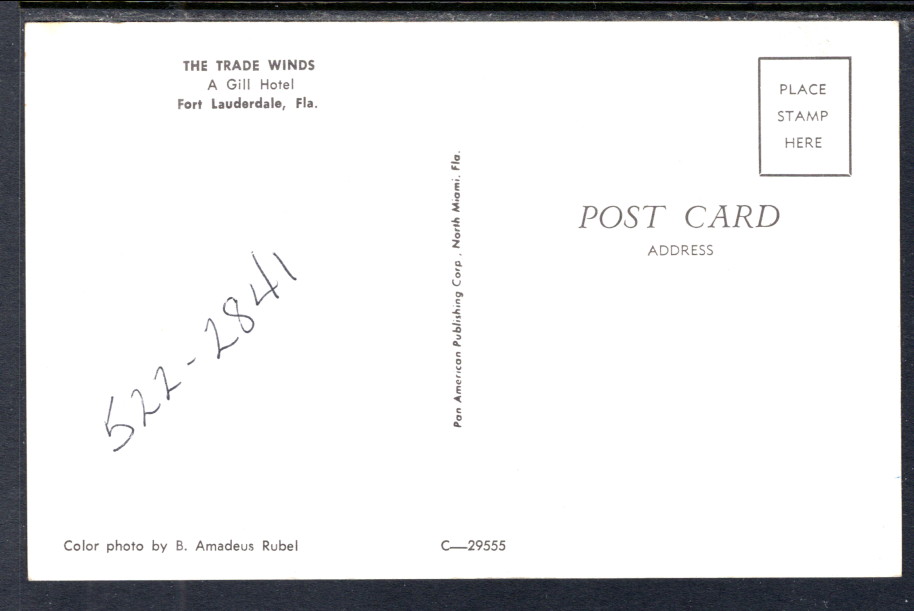 THE TRADE WINDS
A Gill Hotel
Fort Lauderdale, Fla.
522-2841
Color photo by B. Amadeus Rubel
Pan American Publishing Corp., North Miami, Fla.
C—29555
PLACE
STAMP
HERE
POST CARD
ADDRESS